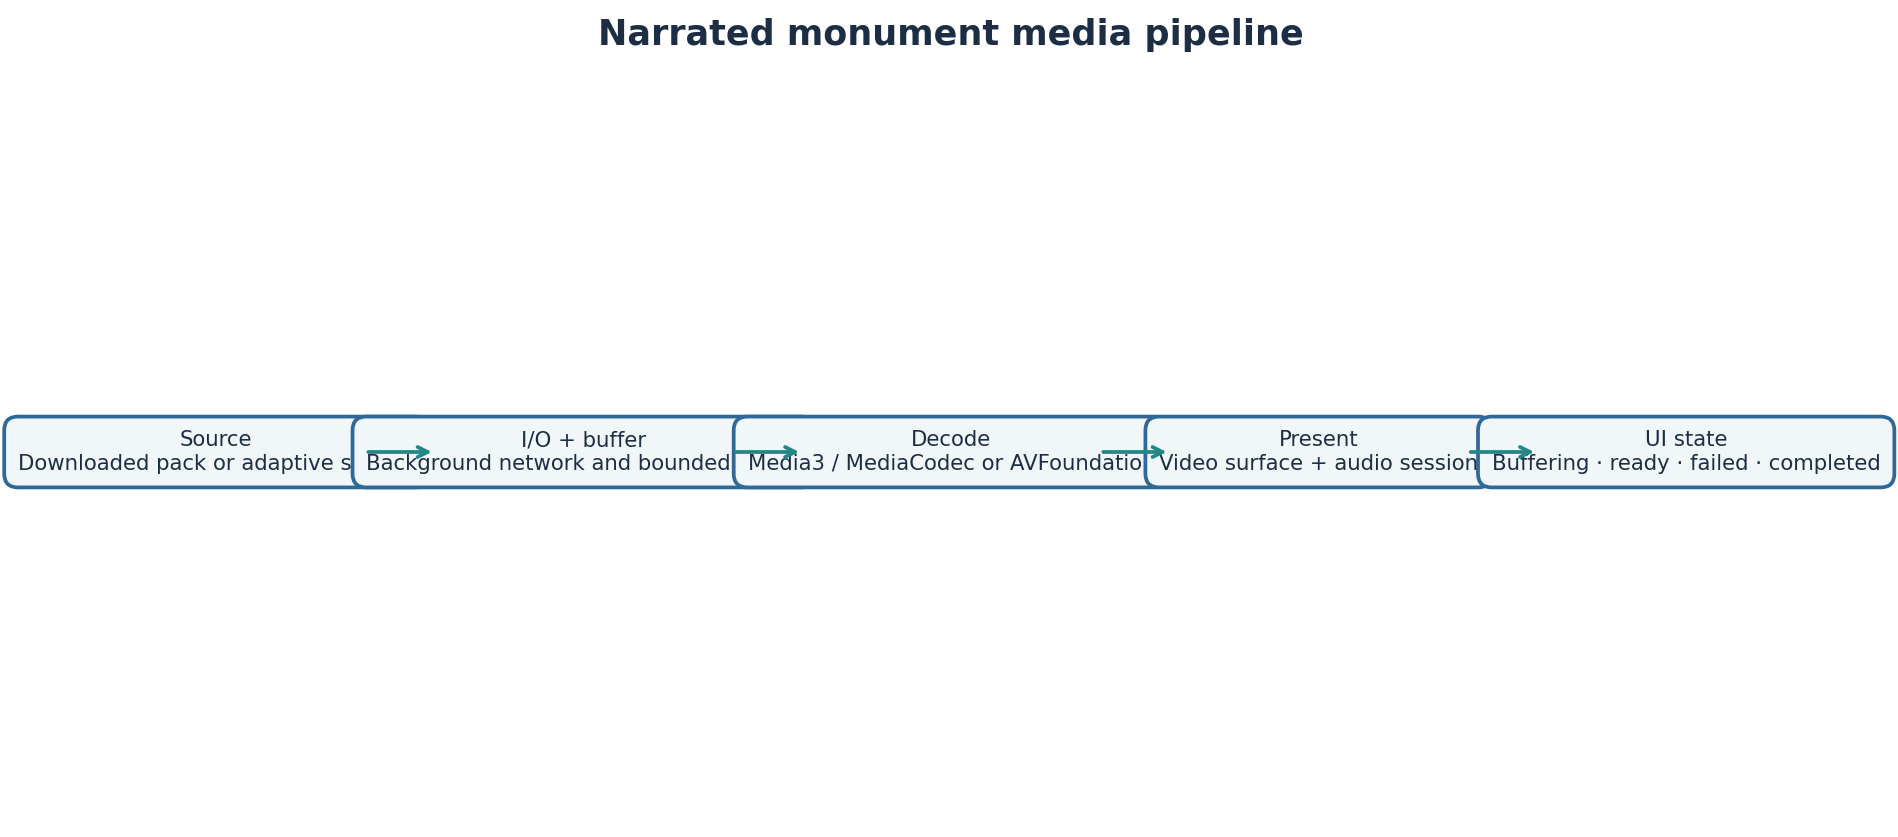 Narrated monument media pipeline
Source
Downloaded pack or adaptive
I/O + buffer
Background network and bounded
Decode
Media3 / MediaCodec or
Present
Video surface + audio session
UI state
Buffering · ready · failed · completed